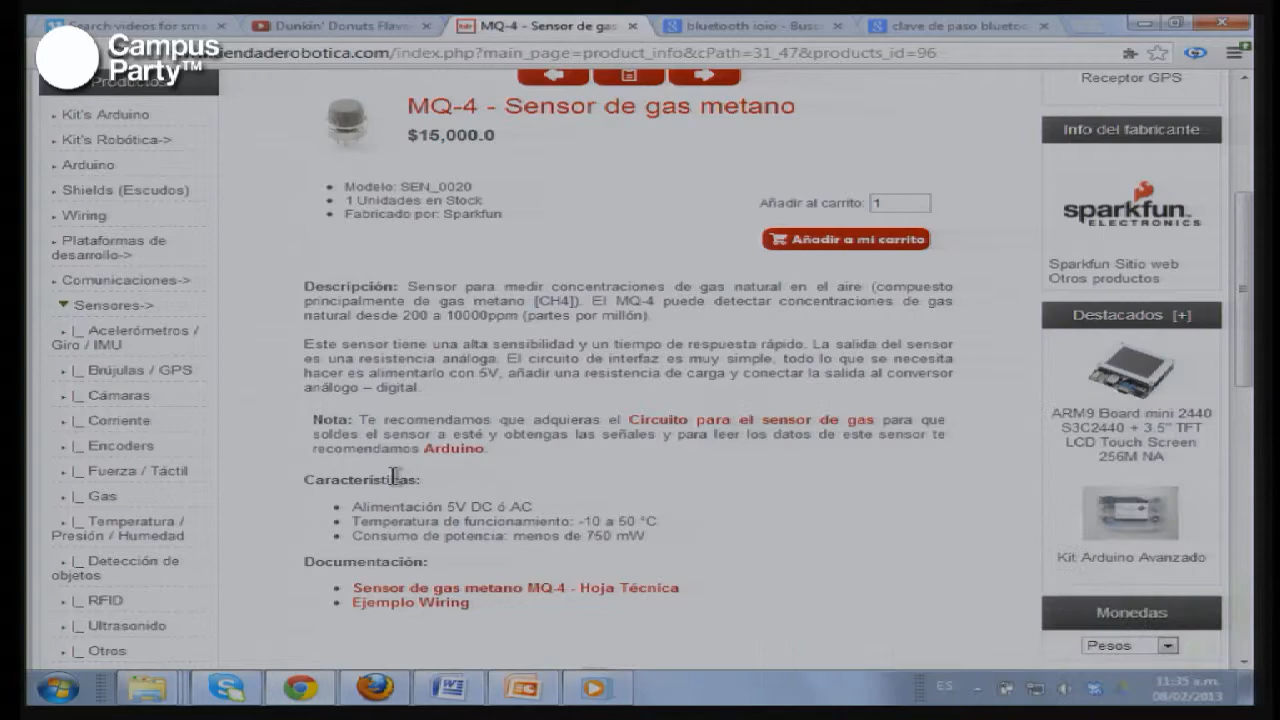 Search videos for sma
Dunkin' Donuts Flavo
MQ-4 - Sensor de gas
bluetooth ioio - Bus
clave de paso blueto
Campus
Party™
endaderobotica.com/index.php?main_page=product_info&cPath=31_47&products_id=96
Productos
Kit's Arduino
Kit's Robótica->
Arduino
Shields (Escudos)
Wiring
Plataformas de
desarrollo->
Comunicaciones->
Sensores->
|_ Acelerómetros /
Giro / IMU
|_ Brújulas / GPS
|_ Cámaras
|_ Corriente
|_ Encoders
|_ Fuerza / Táctil
|_ Gas
|_ Temperatura /
Presión / Humedad
|_ Detección de
objetos
|_ RFID
|_ Ultrasonido
|_ Otros
MQ-4 - Sensor de gas metano
$15,000.0
Modelo: SEN_0020
1 Unidades en Stock
Fabricado por: Sparkfun
Añadir al carrito: 1
Añadir a mi carrito
Descripción: Sensor para medir concentraciones de gas natural en el aire (compuesto
principalmente de gas metano [CH4]). El MQ-4 puede detectar concentraciones de gas
natural desde 200 a 10000ppm (partes por millón).
Este sensor tiene una alta sensibilidad y un tiempo de respuesta rápido. La salida del sensor
es una resistencia análoga. El circuito de interfaz es muy simple, todo lo que se necesita
hacer es alimentarlo con 5V, añadir una resistencia de carga y conectar la salida al conversor
análogo – digital.
Nota: Te recomendamos que adquieras el Circuito para el sensor de gas para que
soldes el sensor a esté y obtengas las señales y para leer los datos de este sensor te
recomendamos Arduino.
Características:
Alimentación 5V DC ó AC
Temperatura de funcionamiento: -10 a 50 °C
Consumo de potencia: menos de 750 mW
Documentación:
Sensor de gas metano MQ-4 - Hoja Técnica
Ejemplo Wiring
Receptor GPS
Info del fabricante
sparkfun
ELECTRONICS
Sparkfun Sitio web
Otros productos
Destacados [+]
ARM9 Board mini 2440
S3C2440 + 3.5" TFT
LCD Touch Screen
256M NA
Kit Arduino Avanzado
Monedas
Pesos
ES
11:35 a.m.
08/02/2013